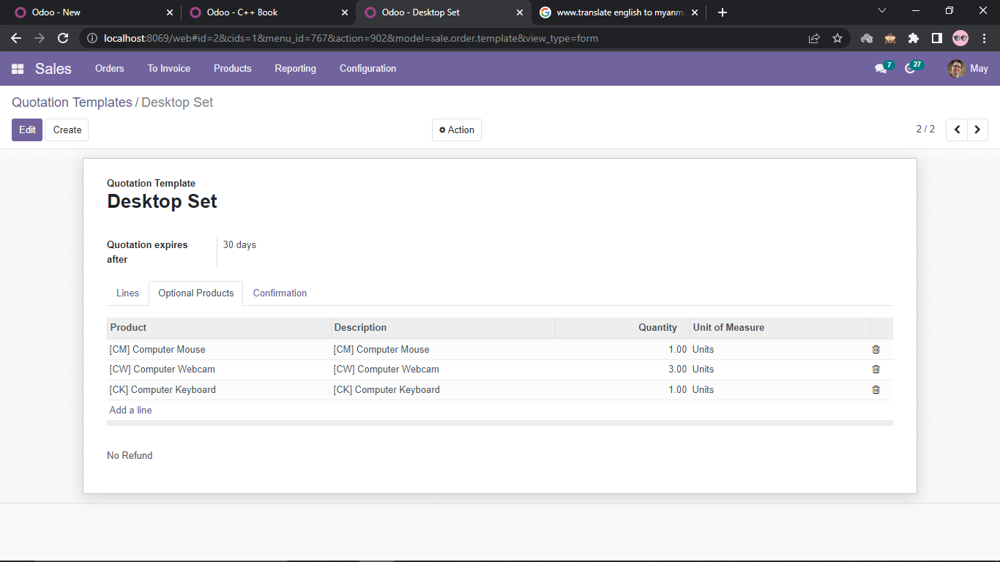 Odoo - New
Odoo - C++ Book
Odoo - Desktop Set
www.translate english to myanm
localhost:8069/web#id=2&cids=1&menu_id=767&action=902&model=sale.order.template&view_type=form
Sales Orders To Invoice Products Reporting Configuration 7 27 May
Quotation Templates / Desktop Set
Edit Create Action 2 / 2
Quotation Template
Desktop Set
Quotation expires after 30 days
Lines Optional Products Confirmation
Product Description Quantity Unit of Measure
[CM] Computer Mouse [CM] Computer Mouse 1.00 Units
[CW] Computer Webcam [CW] Computer Webcam 3.00 Units
[CK] Computer Keyboard [CK] Computer Keyboard 1.00 Units
Add a line
No Refund